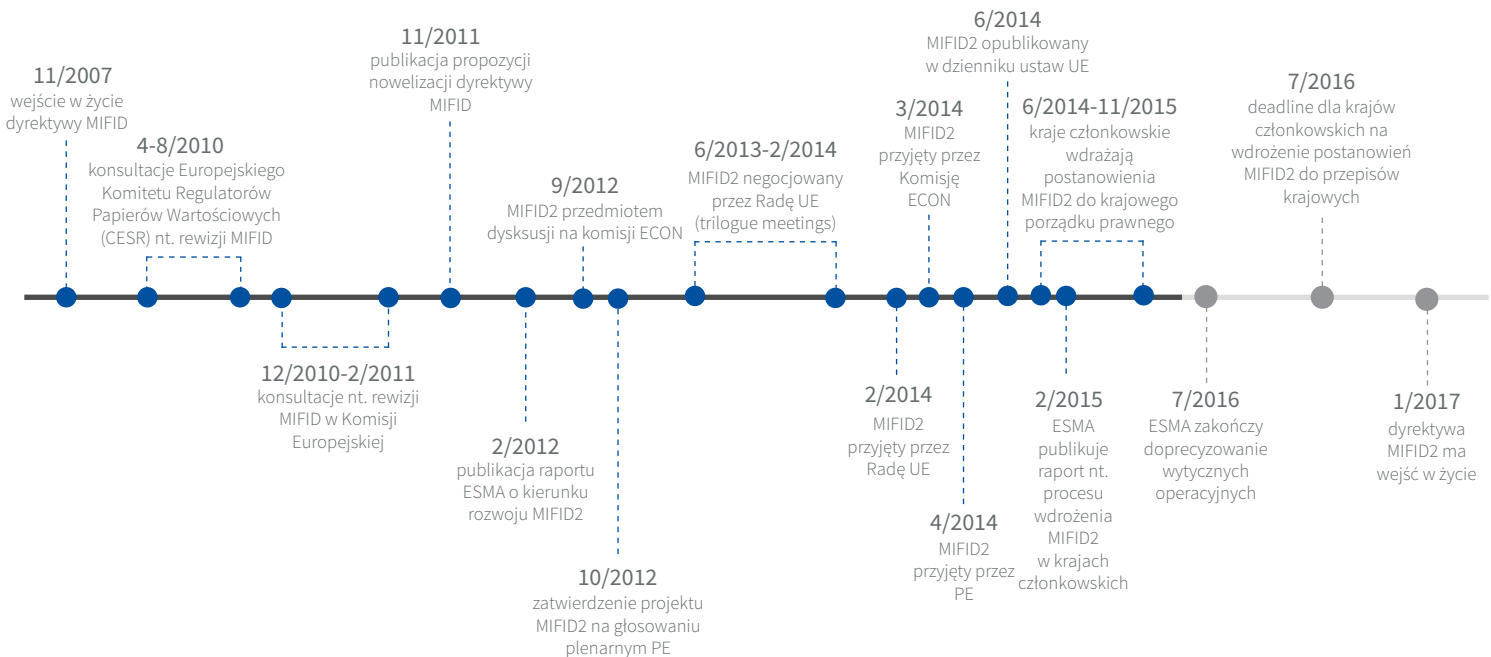 11/2007
wejście w życie
dyrektywy MIFID
4-8/2010
konsultacje Europejskiego
Komitetu Regulatorów
Papierów Wartościowych
(CESR) nt. rewizji MIFID
12/2010-2/2011
konsultacje nt. rewizji
MIFID w Komisji
Europejskiej
11/2011
publikacja propozycji
nowelizacji dyrektywy
MIFID
2/2012
publikacja raportu
ESMA o kierunku
rozwoju MIFID2
9/2012
MIFID2 przedmiotem
dysksusji na komisji ECON
10/2012
zatwierdzenie projektu
MIFID2 na głosowaniu
plenarnym PE
6/2013-2/2014
MIFID2 negocjowany
przez Radę UE
(trilogue meetings)
2/2014
MIFID2
przyjęty przez
Radę UE
3/2014
MIFID2
przyjęty przez
Komisję
ECON
4/2014
MIFID2
przyjęty przez
PE
6/2014
MIFID2 opublikowany
w dzienniku ustaw UE
6/2014-11/2015
kraje członkowskie
wdrażają
postanowienia
MIFID2 do krajowego
porządku prawnego
2/2015
ESMA
publikuje
raport nt.
procesu
wdrożenia
MIFID2
w krajach
członkowskich
7/2016
ESMA zakończy
doprecyzowanie
wytycznych
operacyjnych
7/2016
deadline dla krajów
członkowskich na
wdrożenie postanowień
MIFID2 do przepisów
krajowych
1/2017
dyrektywa
MIFID2 ma
wejść w życie